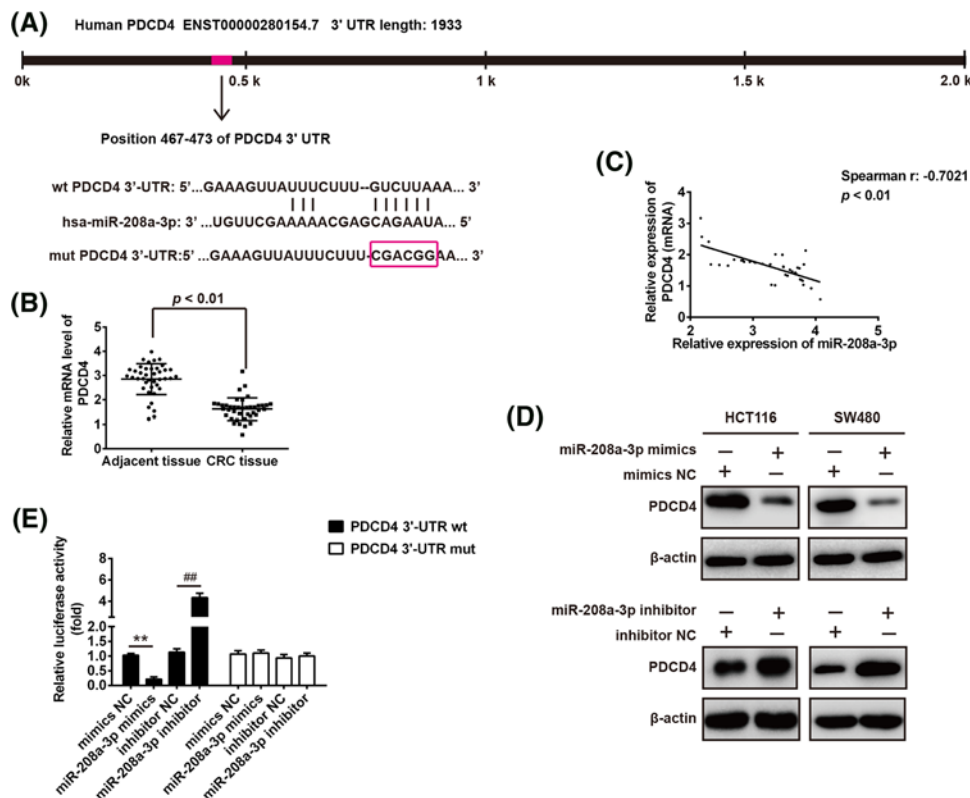 (A)
Human PDCD4 ENST00000280154.7 3' UTR length: 1933
0k 0.5 k 1 k 1.5 k 2.0 k
Position 467-473 of PDCD4 3' UTR
wt PDCD4 3'-UTR: 5'...GAAAGUUAUUUCUUU--GUCUUAAA... 3'
hsa-miR-208a-3p: 3' ...UGUUCGAAAAACGAGCAGAAUA... 5'
mut PDCD4 3'-UTR:5'...GAAAGUUAUUUCUUU-CGACGGAA... 3'
(B)
p < 0.01
Relative mRNA level of
PDCD4
5
4
3
2
1
0
Adjacent tissue CRC tissue
(C)
Spearman r: -0.7021
p < 0.01
Relative expression of
PDCD4 (mRNA)
4
3
2
1
0
2 3 4 5
Relative expression of miR-208a-3p
(D)
HCT116 SW480
miR-208a-3p mimics − + − +
mimics NC + − + −
PDCD4
β-actin
miR-208a-3p inhibitor − + − +
inhibitor NC + − + −
PDCD4
β-actin
(E)
PDCD4 3'-UTR wt
PDCD4 3'-UTR mut
Relative luciferase activity
(fold)
8.0
6.0
4.0
2.0
1.5
1.0
0.5
0.0
**
##
mimics NC
miR-208a-3p mimics
inhibitor NC
miR-208a-3p inhibitor
mimics NC
miR-208a-3p mimics
inhibitor NC
miR-208a-3p inhibitor